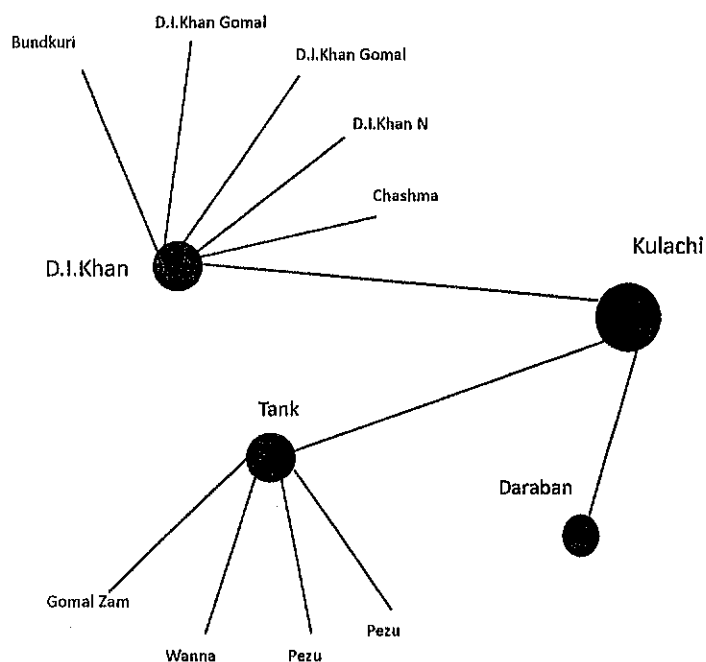 D.I.Khan Gomal
Bundkuri
D.I.Khan Gomal
D.I.Khan N
Chashma
Kulachi
D.I.Khan
Tank
Daraban
Gomal Zam
Pezu
Wanna
Pezu